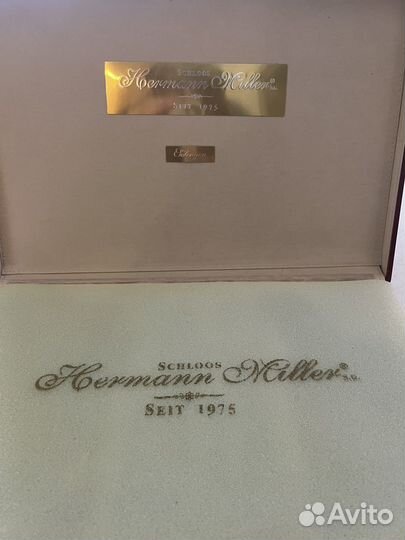 SCHLOOS
Hermann Miller®
SEIT 1975
SCHLOOS
Hermann Miller®
SEIT 1975
Avito